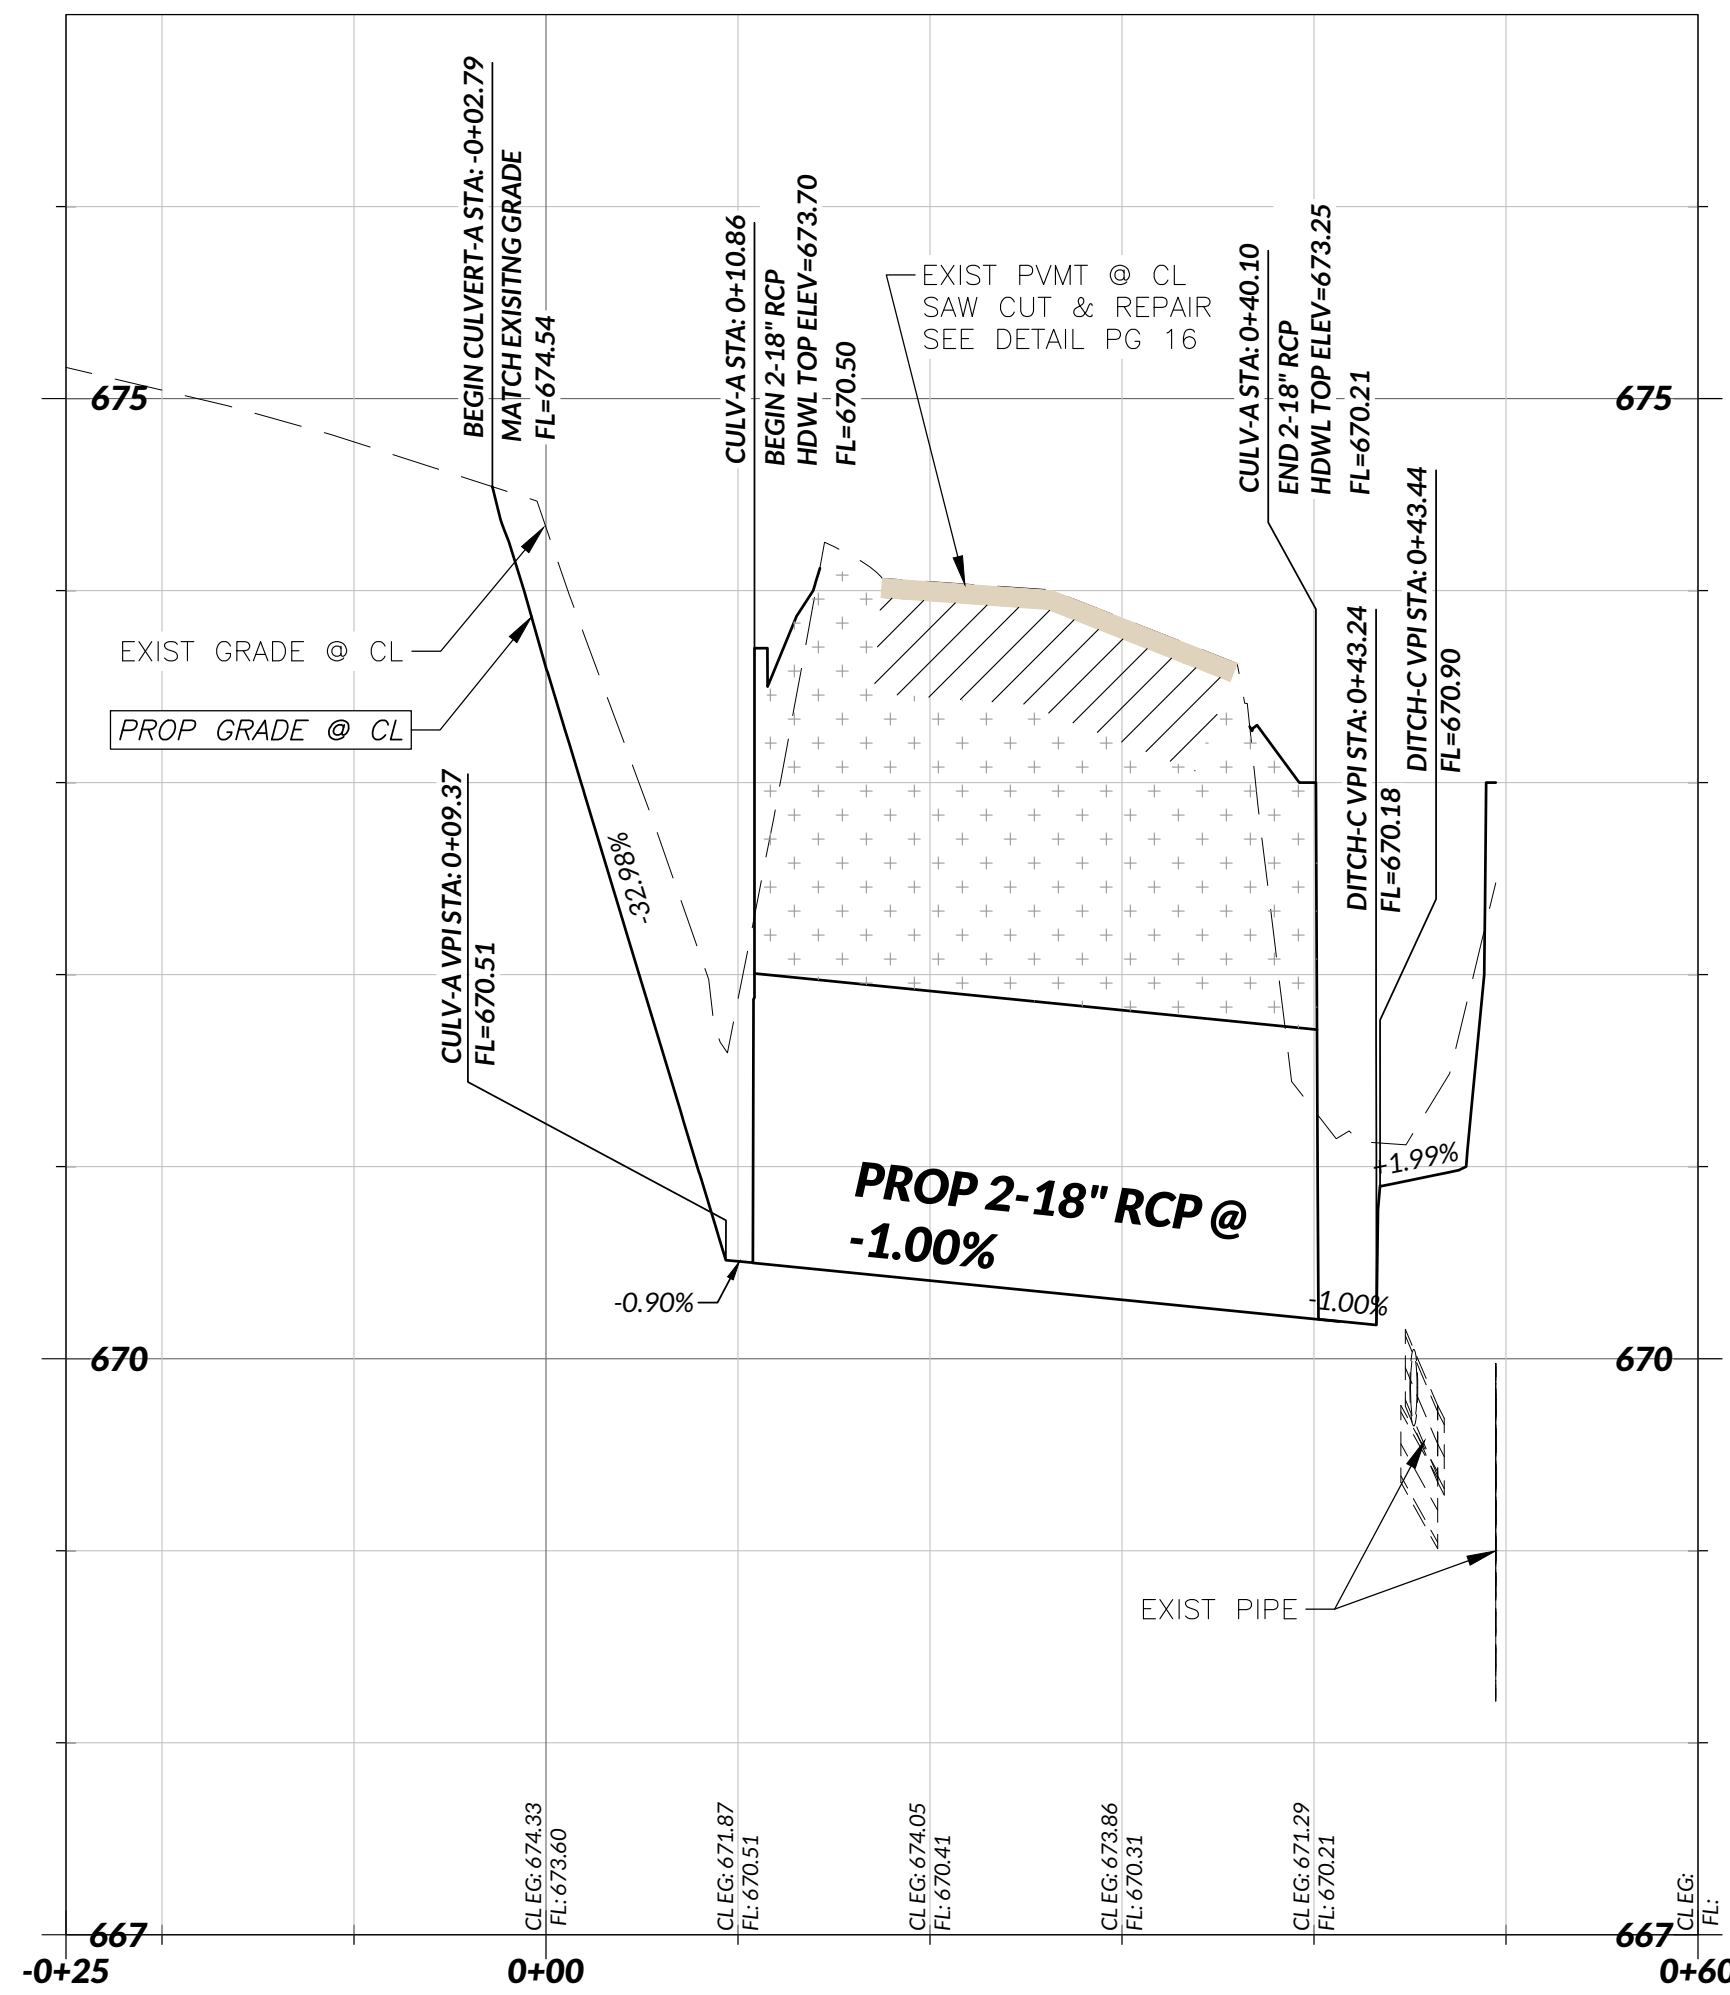 BEGIN CULVERT-A STA: -0+02.79
MATCH EXISITNG GRADE
FL=674.54
CULV-A STA: 0+10.86
BEGIN 2-18" RCP
HDWL TOP ELEV=673.70
FL=670.50
EXIST PVMT @ CL
SAW CUT & REPAIR
SEE DETAIL PG 16
CULV-A STA: 0+40.10
END 2-18" RCP
HDWL TOP ELEV=673.25
FL=670.21
DITCH-C VPI STA: 0+43.24
FL=670.18
DITCH-C VPI STA: 0+43.44
FL=670.90
675
675
EXIST GRADE @ CL
PROP GRADE @ CL
CULV-A VPI STA: 0+09.37
FL=670.51
-32.98%
PROP 2-18" RCP @
-1.00%
-1.99%
-0.90%
-1.00%
670
670
EXIST PIPE
CL EG: 674.33
FL: 673.60
CL EG: 671.87
FL: 670.51
CL EG: 674.05
FL: 670.41
CL EG: 673.86
FL: 670.31
CL EG: 671.29
FL: 670.21
CL EG:
FL:
667
667
-0+25
0+00
0+60